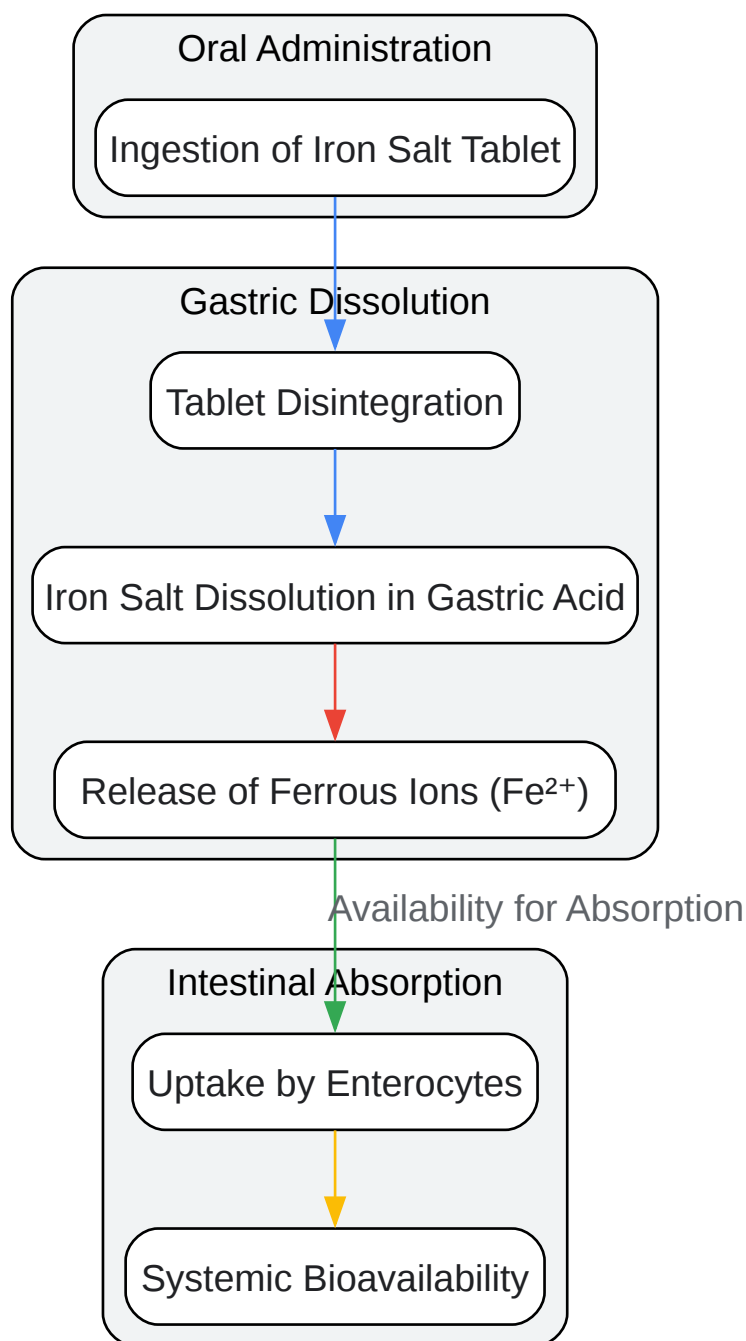 Oral Administration
Ingestion of Iron Salt Tablet
Gastric Dissolution
Tablet Disintegration
Iron Salt Dissolution in Gastric Acid
Release of Ferrous Ions (Fe²⁺)
Availability for Absorption
Intestinal Absorption
Uptake by Enterocytes
Systemic Bioavailability